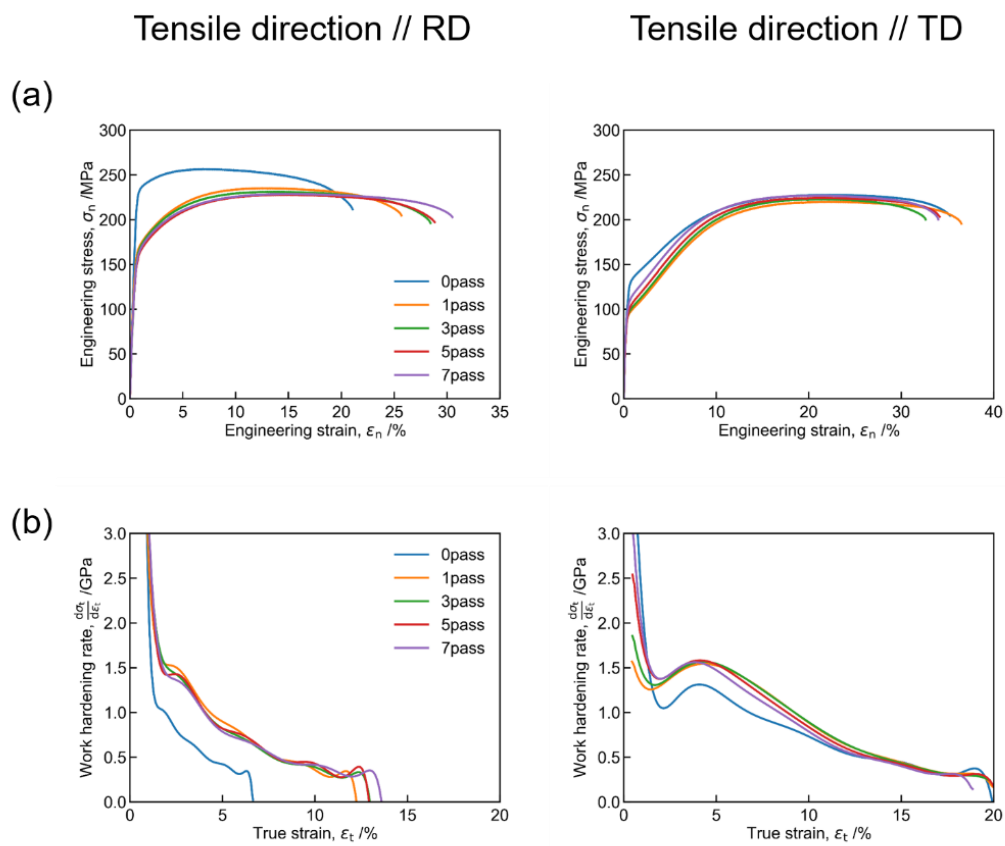 Tensile direction // RD
Tensile direction // TD
(a)
300
250
200
150
100
50
0
Engineering stress, σn /MPa
0pass
1pass
3pass
5pass
7pass
0 5 10 15 20 25 30 35
Engineering strain, εn /%
300
250
200
150
100
50
0
Engineering stress, σn /MPa
0 10 20 30 40
Engineering strain, εn /%
(b)
3.0
2.5
2.0
1.5
1.0
0.5
0.0
Work hardening rate, dσt/dεt /GPa
0pass
1pass
3pass
5pass
7pass
0 5 10 15 20
True strain, εt /%
3.0
2.5
2.0
1.5
1.0
0.5
0.0
Work hardening rate, dσt/dεt /GPa
0 5 10 15 20
True strain, εt /%